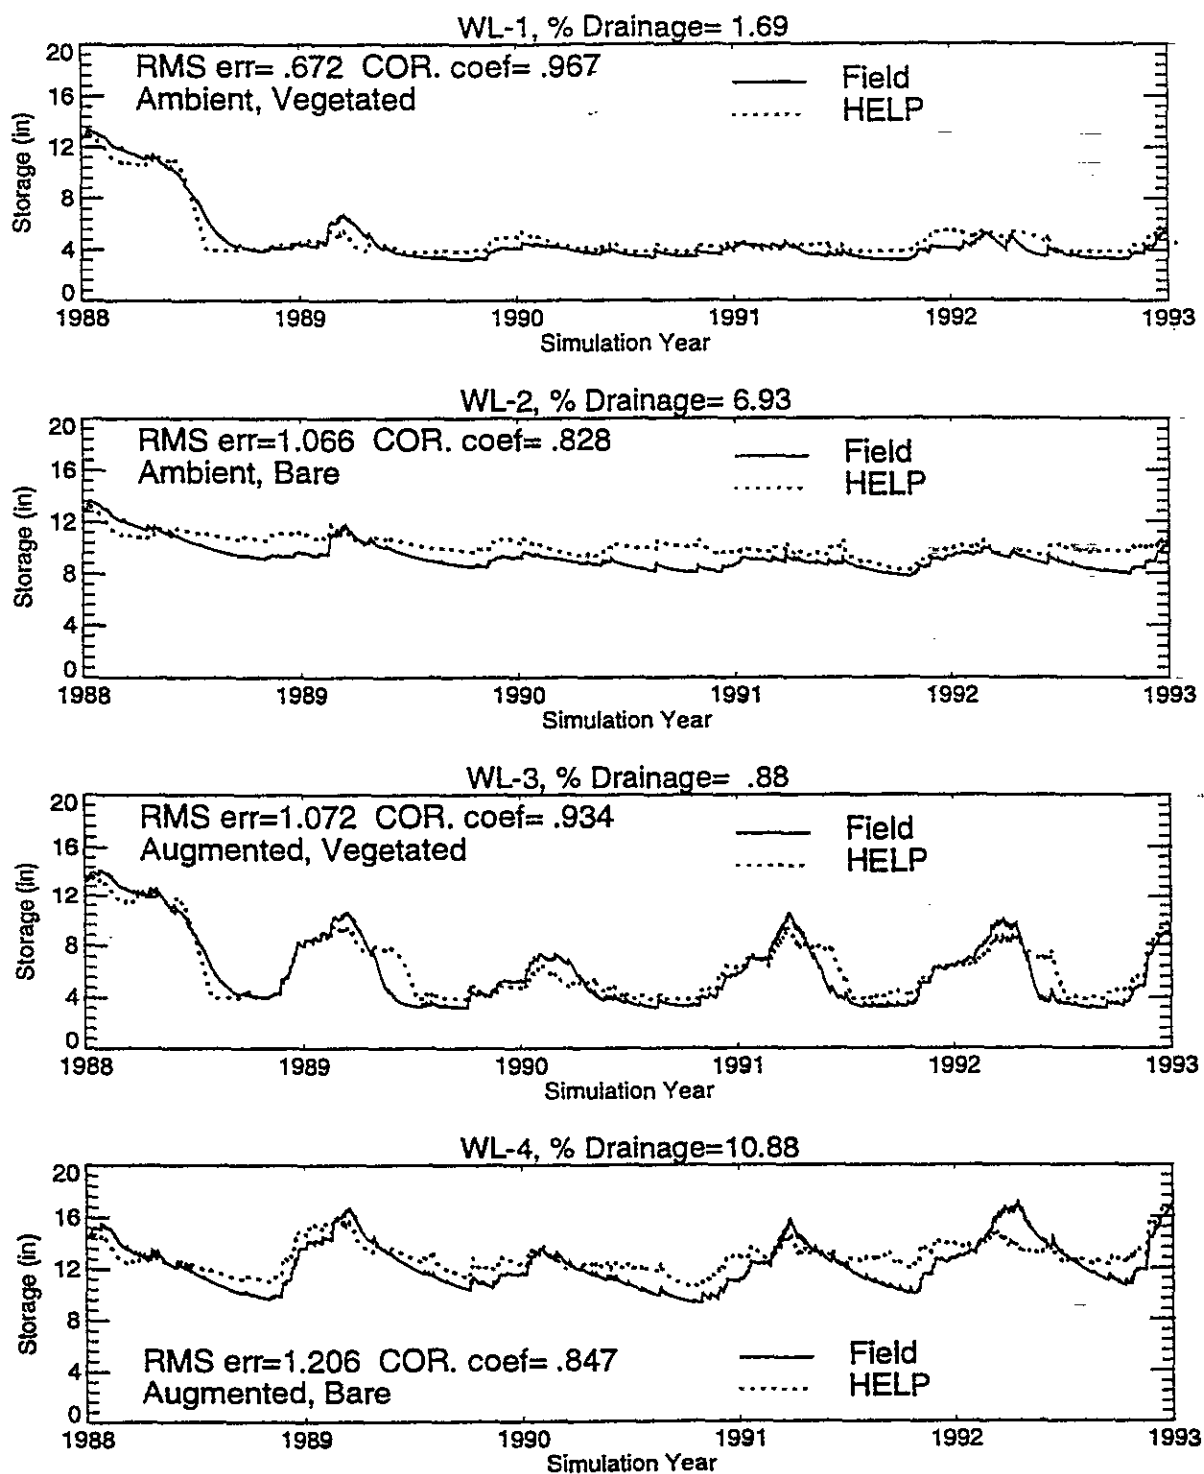 WL-1, % Drainage= 1.69
RMS err= .672 COR. coef= .967
Ambient, Vegetated
Field
HELP
Storage (in)
20
16
12
8
4
0
1988 1989 1990 1991 1992 1993
Simulation Year
WL-2, % Drainage= 6.93
RMS err=1.066 COR. coef= .828
Ambient, Bare
Field
HELP
Storage (in)
20
16
12
8
4
0
1988 1989 1990 1991 1992 1993
Simulation Year
WL-3, % Drainage= .88
RMS err=1.072 COR. coef= .934
Augmented, Vegetated
Field
HELP
Storage (in)
20
16
12
8
4
0
1988 1989 1990 1991 1992 1993
Simulation Year
WL-4, % Drainage=10.88
Storage (in)
20
16
12
8
4
0
RMS err=1.206 COR. coef= .847
Augmented, Bare
Field
HELP
1988 1989 1990 1991 1992 1993
Simulation Year